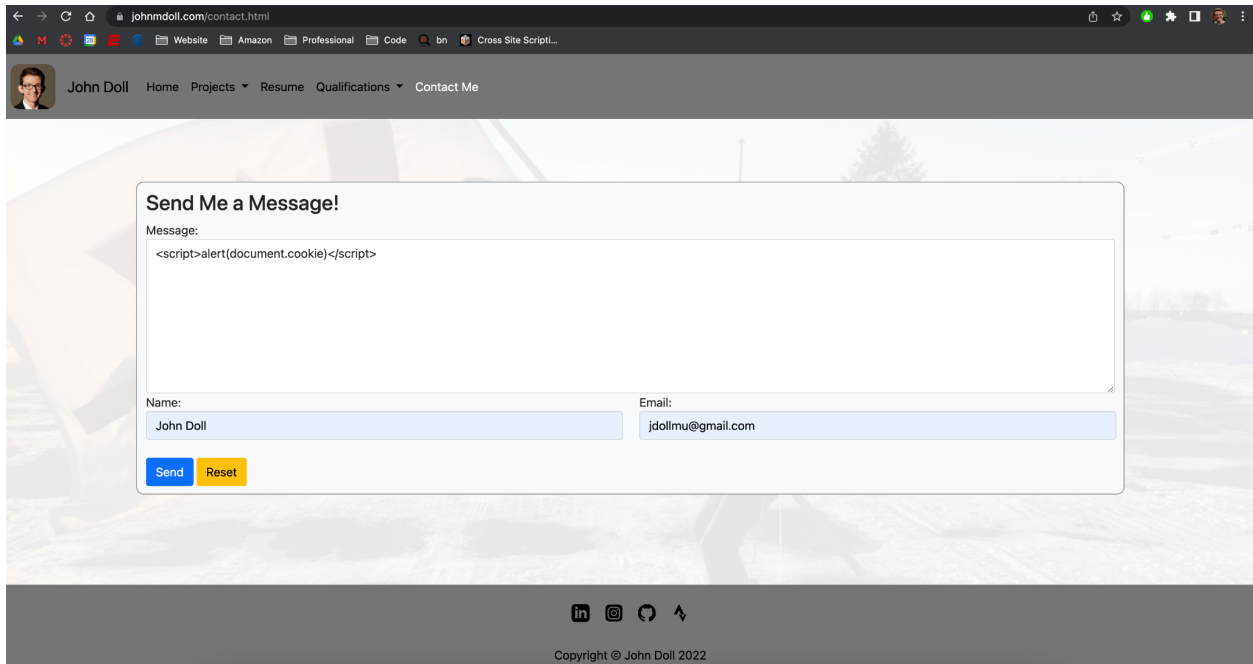 johnmdoll.com/contact.html
Website Amazon Professional Code bn Cross Site Scripti...
John Doll Home Projects Resume Qualifications Contact Me
Send Me a Message!
Message:
<script>alert(document.cookie)</script>
Name: Email:
John Doll jdollmu@gmail.com
Send Reset
in
Copyright © John Doll 2022